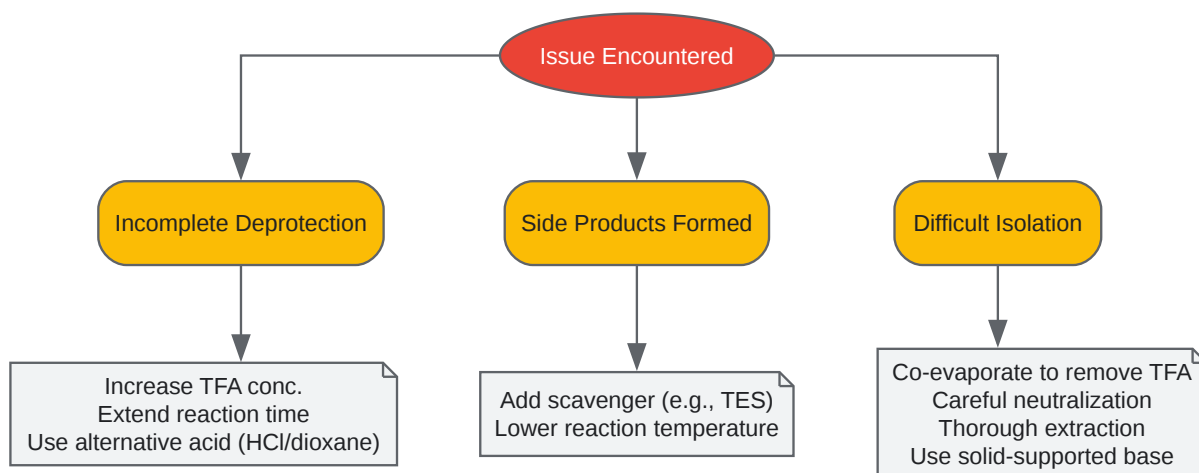 Issue Encountered
Incomplete Deprotection
Side Products Formed
Difficult Isolation
Increase TFA conc.
Extend reaction time
Use alternative acid (HCl/dioxane)
Add scavenger (e.g., TES)
Lower reaction temperature
Co-evaporate to remove TFA
Careful neutralization
Thorough extraction
Use solid-supported base